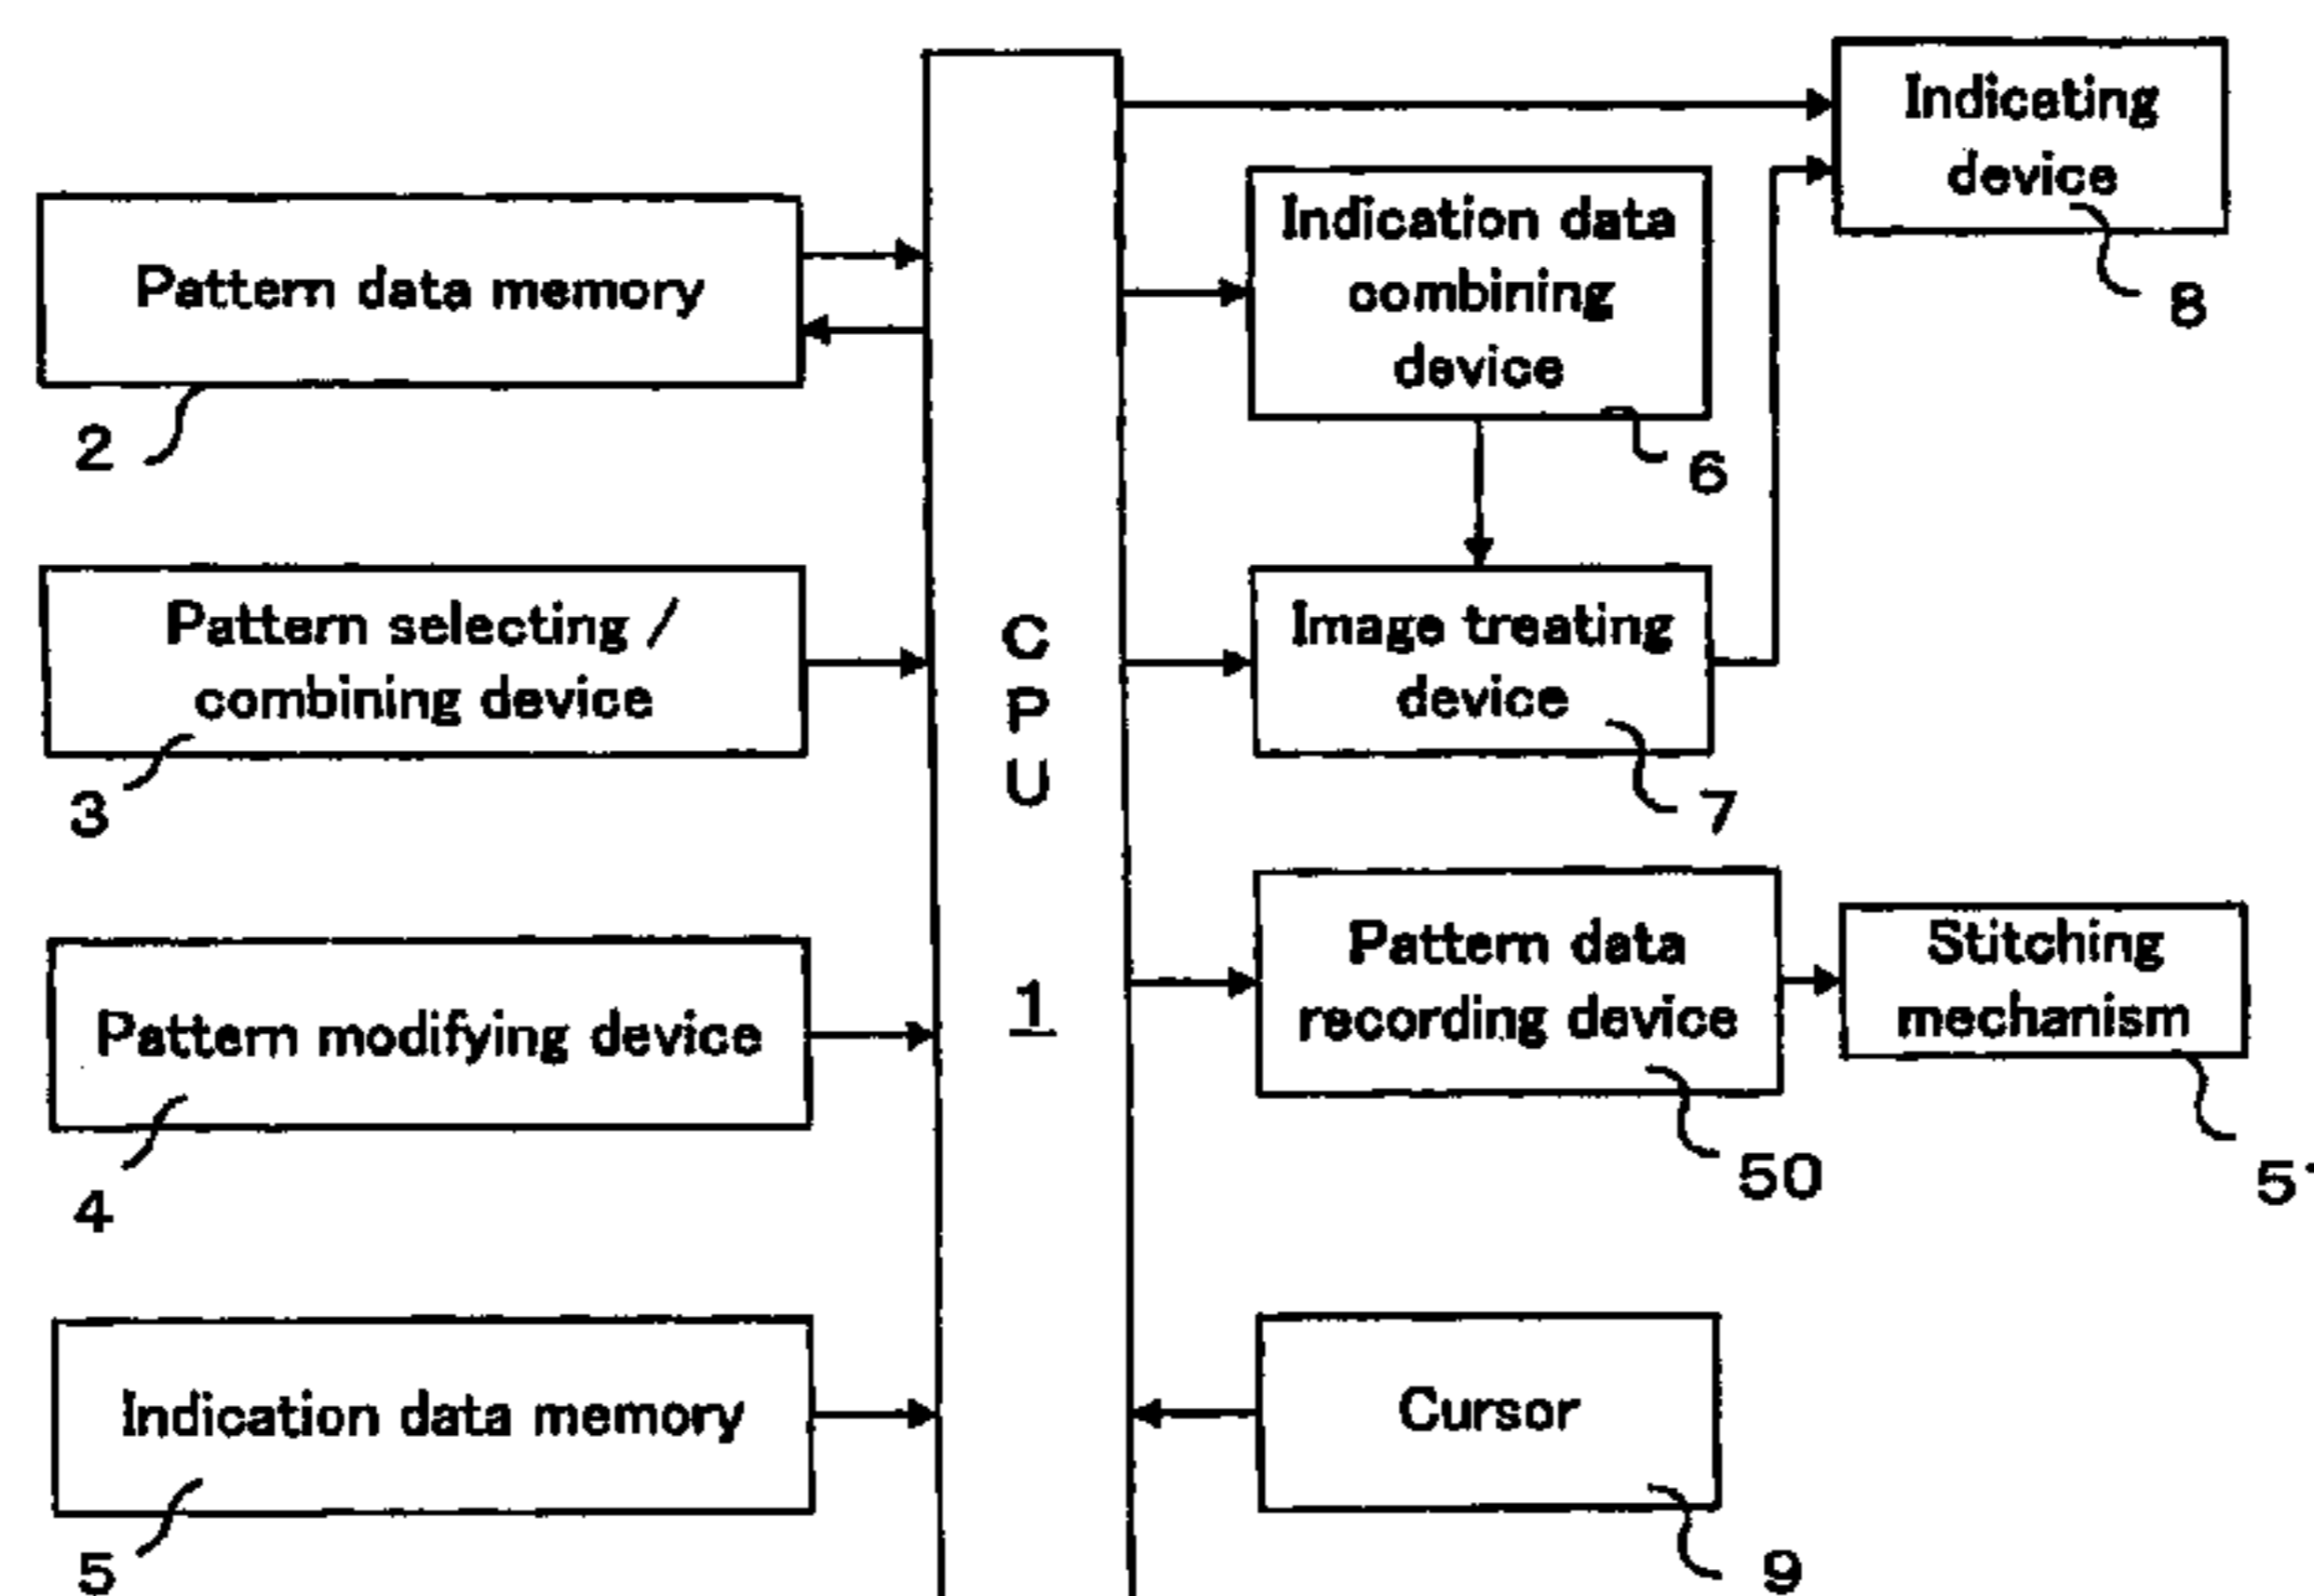 Indicating
device
8
Indication data
combining
device
6
Pattern data memory
2
Pattern selecting /
combining device
3
C
P
U
1
Image treating
device
7
Pattern modifying device
4
Pattern data
recording device
50
Stitching
mechanism
Indication data memory
5
Cursor
9